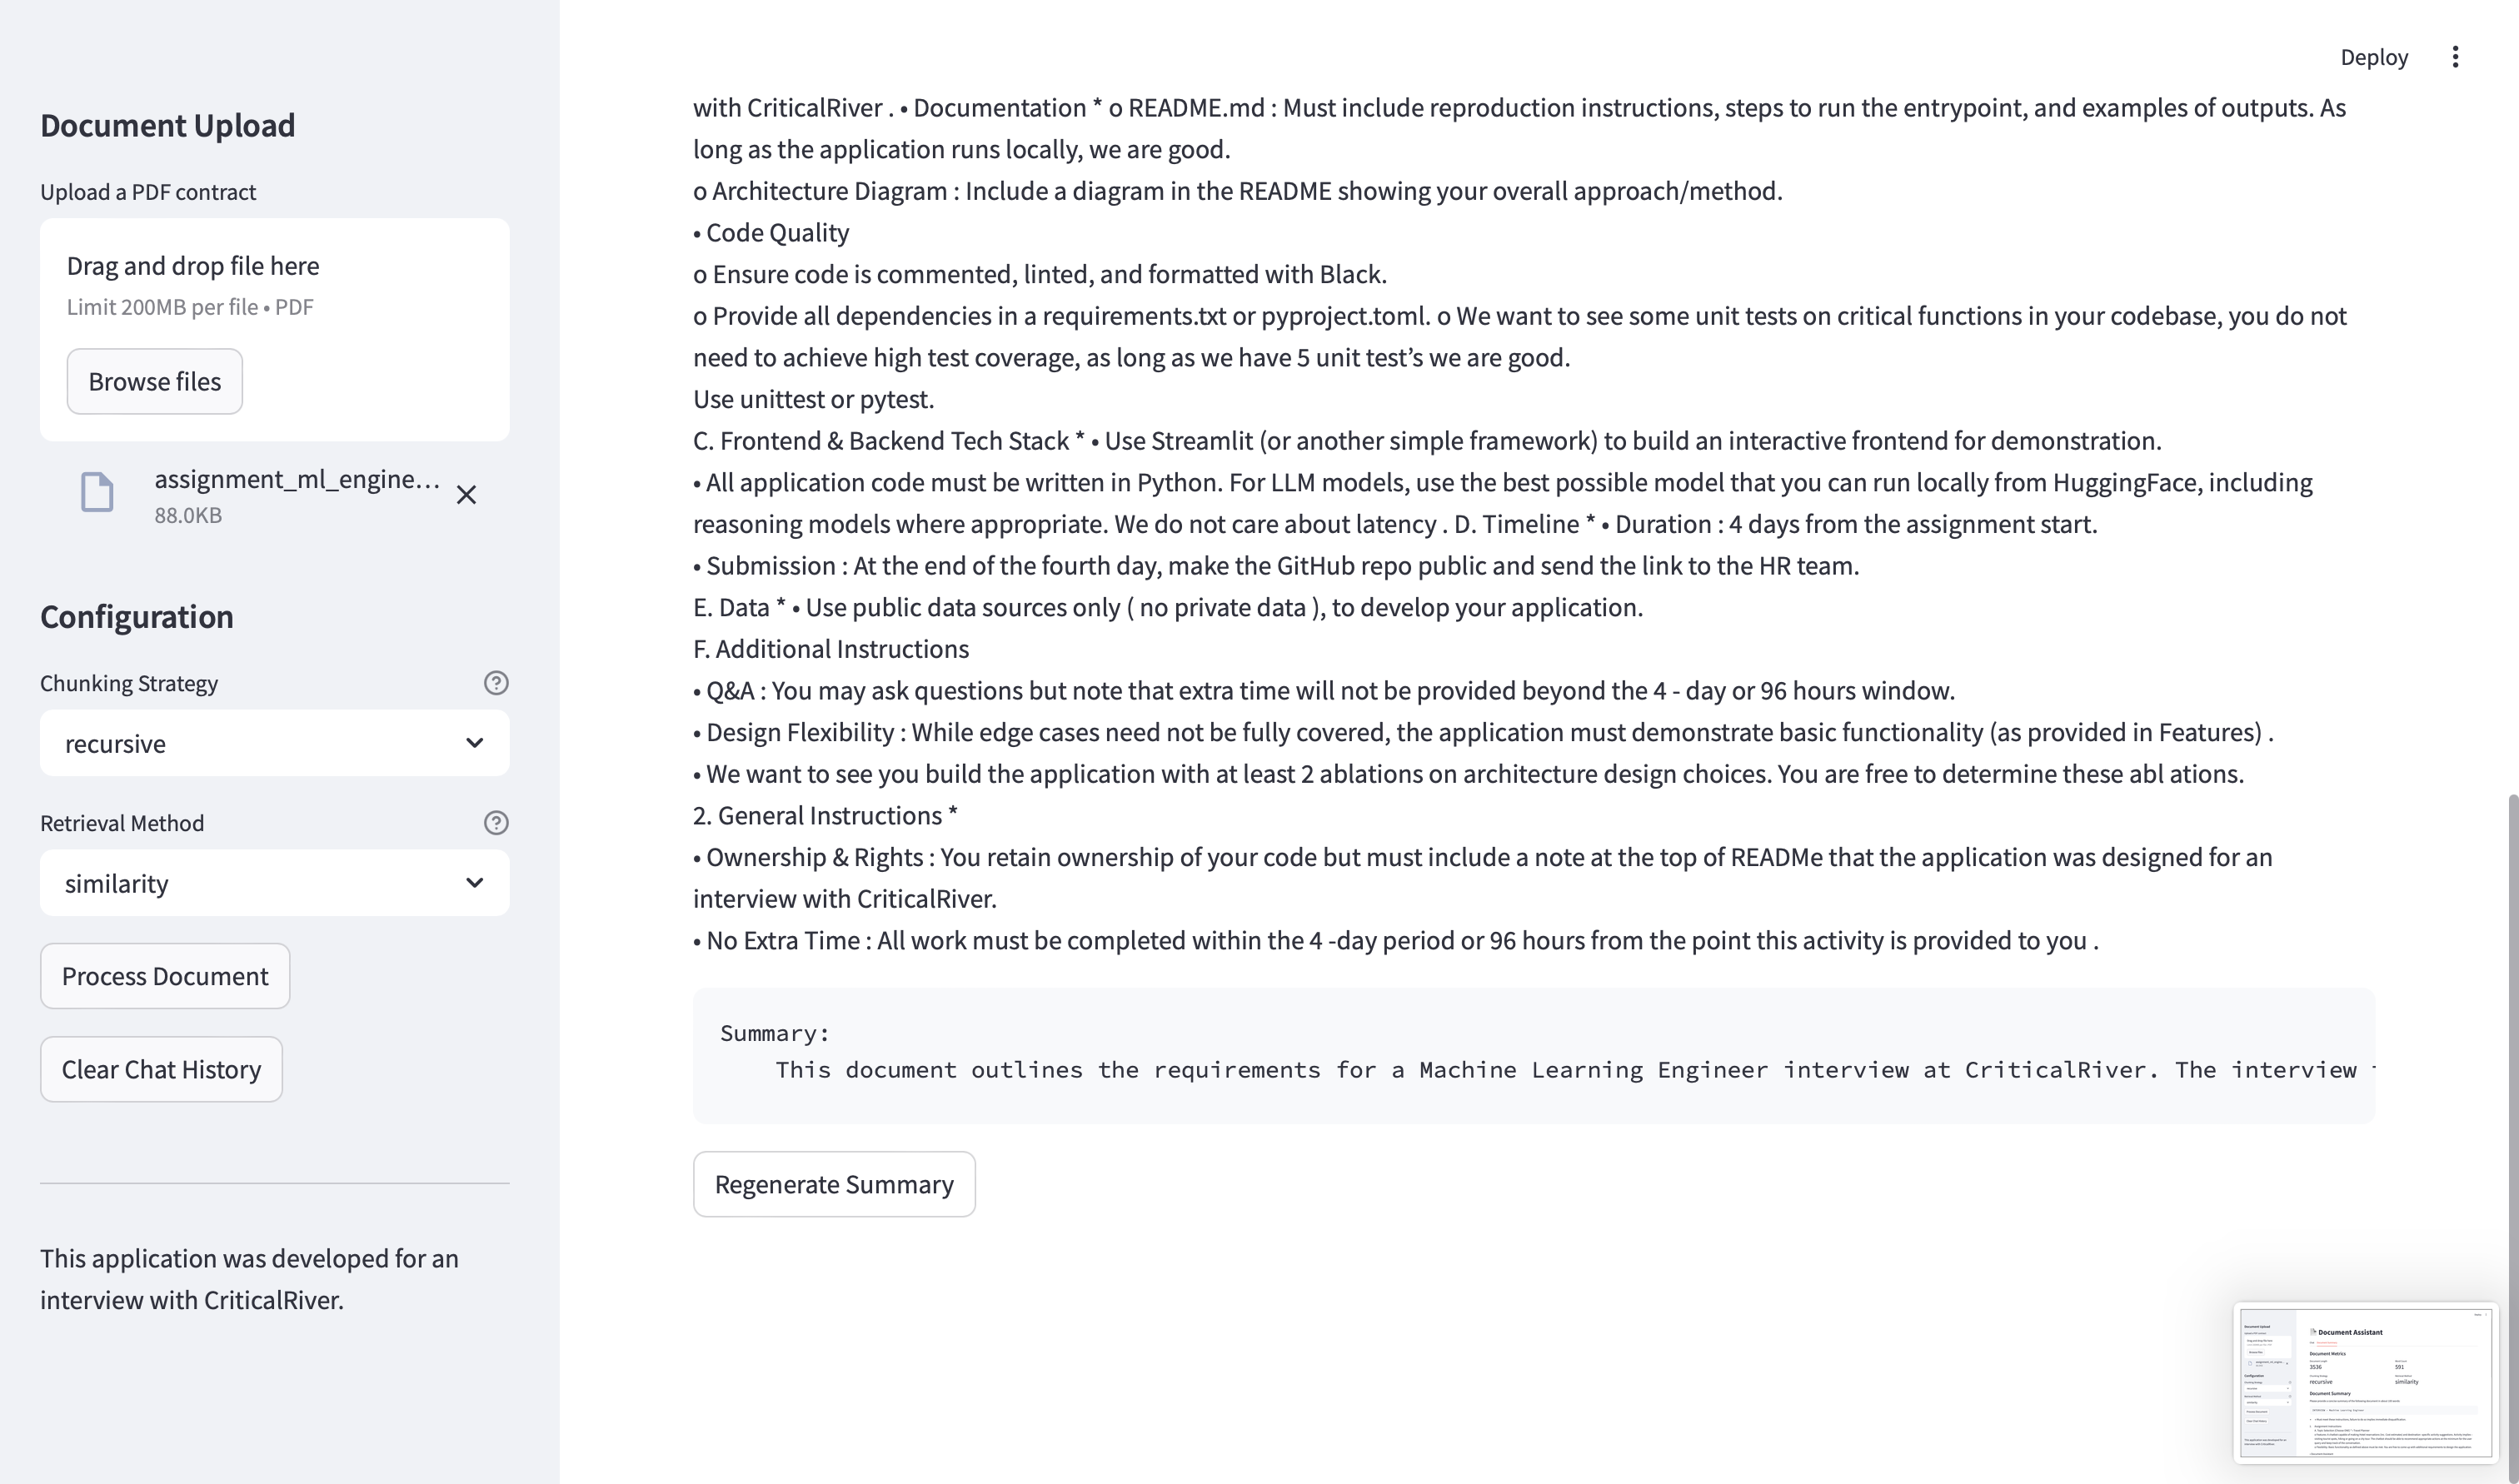 Deploy
Document Upload
Upload a PDF contract
Drag and drop file here
Limit 200MB per file • PDF
Browse files
assignment_ml_engine...
88.0KB
Configuration
Chunking Strategy
recursive
Retrieval Method
similarity
Process Document
Clear Chat History
This application was developed for an
interview with CriticalRiver.
with CriticalRiver . • Documentation * o README.md : Must include reproduction instructions, steps to run the entrypoint, and examples of outputs. As
long as the application runs locally, we are good.
o Architecture Diagram : Include a diagram in the README showing your overall approach/method.
• Code Quality
o Ensure code is commented, linted, and formatted with Black.
o Provide all dependencies in a requirements.txt or pyproject.toml. o We want to see some unit tests on critical functions in your codebase, you do not
need to achieve high test coverage, as long as we have 5 unit test’s we are good.
Use unittest or pytest.
C. Frontend & Backend Tech Stack * • Use Streamlit (or another simple framework) to build an interactive frontend for demonstration.
• All application code must be written in Python. For LLM models, use the best possible model that you can run locally from HuggingFace, including
reasoning models where appropriate. We do not care about latency . D. Timeline * • Duration : 4 days from the assignment start.
• Submission : At the end of the fourth day, make the GitHub repo public and send the link to the HR team.
E. Data * • Use public data sources only ( no private data ), to develop your application.
F. Additional Instructions
• Q&A : You may ask questions but note that extra time will not be provided beyond the 4 - day or 96 hours window.
• Design Flexibility : While edge cases need not be fully covered, the application must demonstrate basic functionality (as provided in Features) .
• We want to see you build the application with at least 2 ablations on architecture design choices. You are free to determine these abl ations.
2. General Instructions *
• Ownership & Rights : You retain ownership of your code but must include a note at the top of READMe that the application was designed for an
interview with CriticalRiver.
• No Extra Time : All work must be completed within the 4 -day period or 96 hours from the point this activity is provided to you .
Summary:
This document outlines the requirements for a Machine Learning Engineer interview at CriticalRiver. The interview
Regenerate Summary
Document Assistant
Document Metrics
3536
591
recursive
similarity
Document Summary